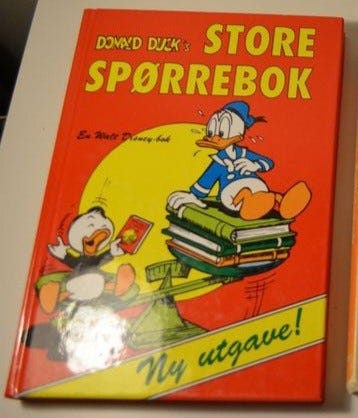 DONALD DUCK's STORE
SPØRREBOK
En Walt Disney-bok
Ny utgave!